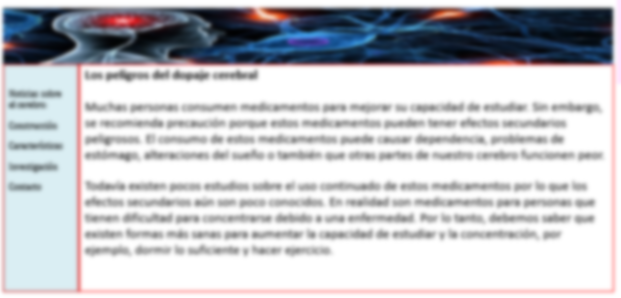 Los peligros del dopaje cerebral
Noticias sobre
el cerebro
Construcción
Características
Investigación
Contacto
Muchas personas consumen medicamentos para mejorar su capacidad de estudiar. Sin embargo,
se recomienda precaución porque estos medicamentos pueden tener efectos secundarios
peligrosos. El consumo de estos medicamentos puede causar dependencia, problemas de
estómago, alteraciones del sueño o también que otras partes de nuestro cerebro funcionen peor.
Todavía existen pocos estudios sobre el uso continuado de estos medicamentos por lo que los
efectos secundarios aún son poco conocidos. En realidad son medicamentos para personas que
tienen dificultad para concentrarse debido a una enfermedad. Por lo tanto, debemos saber que
existen formas más sanas para aumentar la capacidad de estudiar y la concentración, por
ejemplo, dormir lo suficiente y hacer ejercicio.